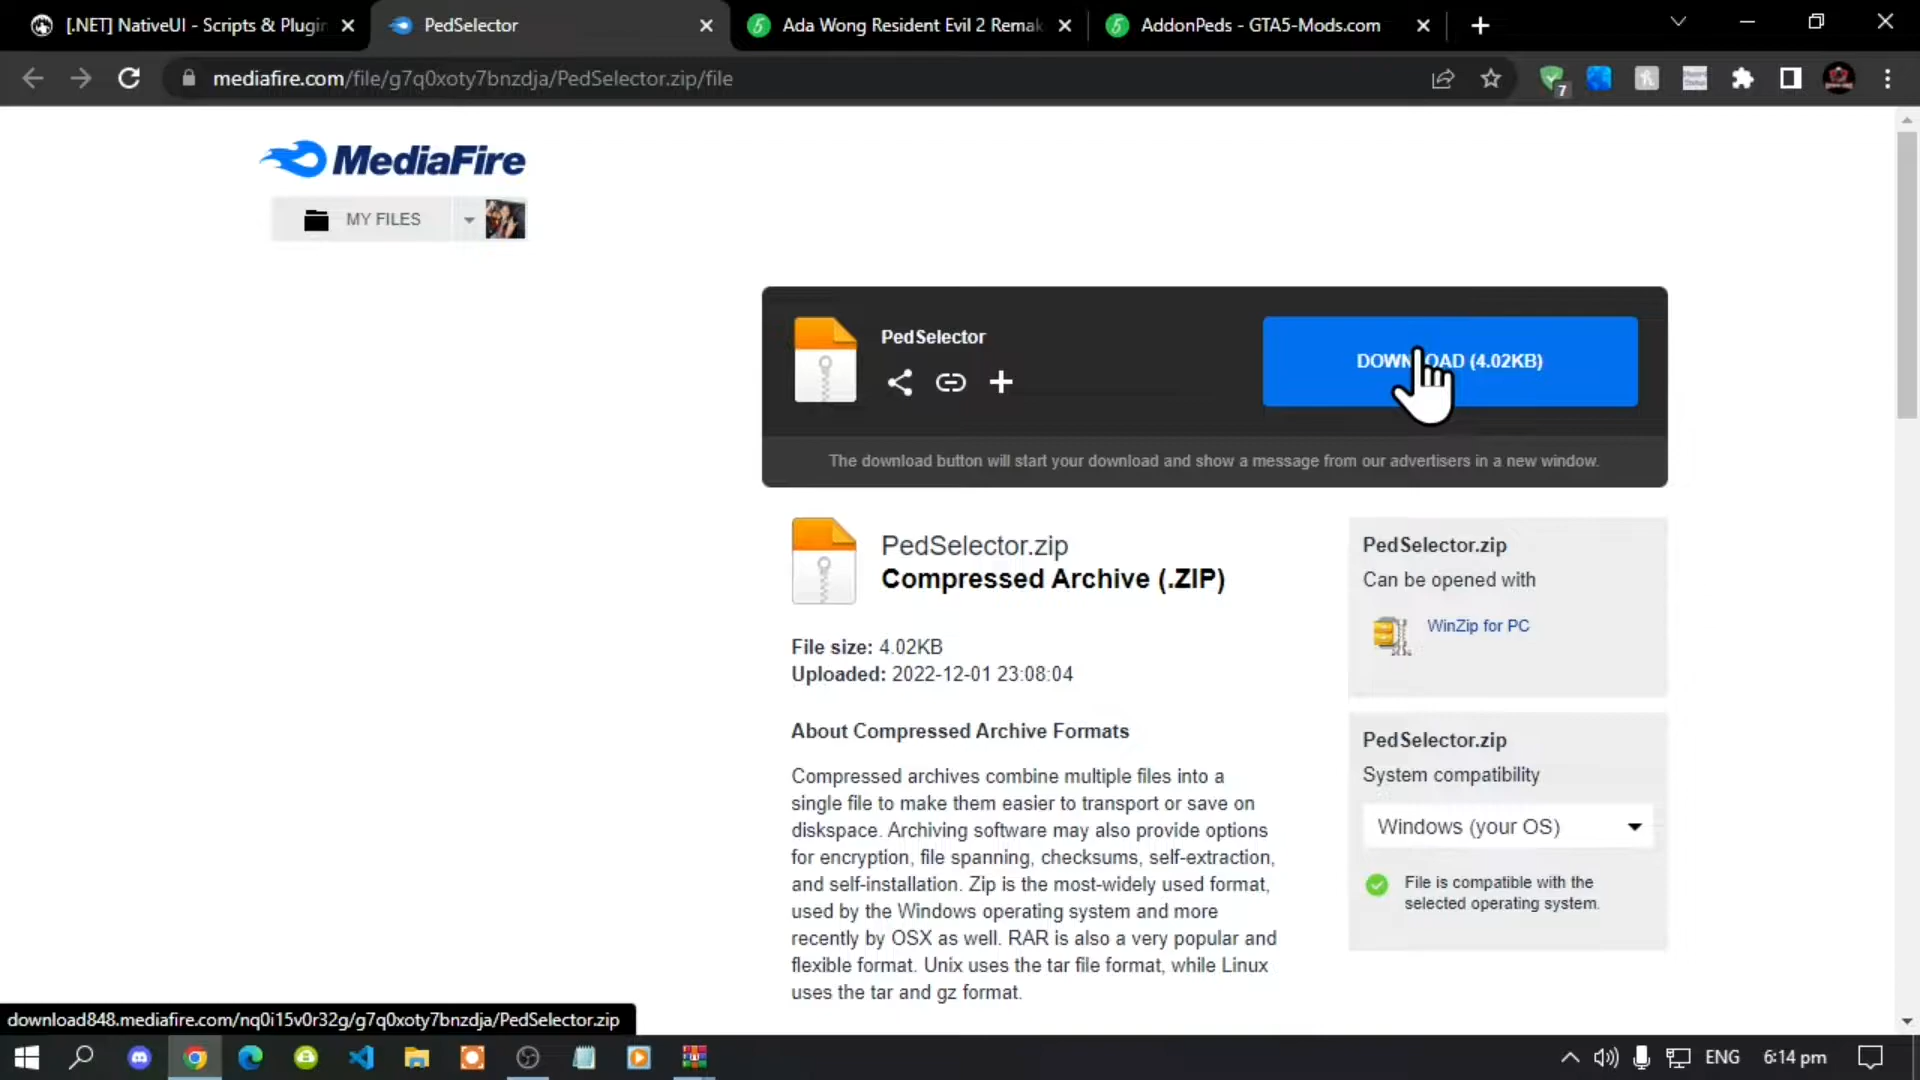 [.NET] NativeUI - Scripts & Plugin
PedSelector
Ada Wong Resident Evil 2 Remak
AddonPeds - GTA5-Mods.com
mediafire.com/file/g7q0xoty7bnzdja/PedSelector.zip/file
7
MediaFire
MY FILES
PedSelector
DOWNLOAD (4.02KB)
The download button will start your download and show a message from our advertisers in a new window.
PedSelector.zip
Compressed Archive (.ZIP)
File size: 4.02KB
Uploaded: 2022-12-01 23:08:04
About Compressed Archive Formats
Compressed archives combine multiple files into a
single file to make them easier to transport or save on
diskspace. Archiving software may also provide options
for encryption, file spanning, checksums, self-extraction,
and self-installation. Zip is the most-widely used format,
used by the Windows operating system and more
recently by OSX as well. RAR is also a very popular and
flexible format. Unix uses the tar file format, while Linux
uses the tar and gz format.
PedSelector.zip
Can be opened with
WinZip for PC
PedSelector.zip
System compatibility
Windows (your OS)
File is compatible with the
selected operating system.
download848.mediafire.com/nq0i15v0r32g/g7q0xoty7bnzdja/PedSelector.zip
ENG
6:14 pm